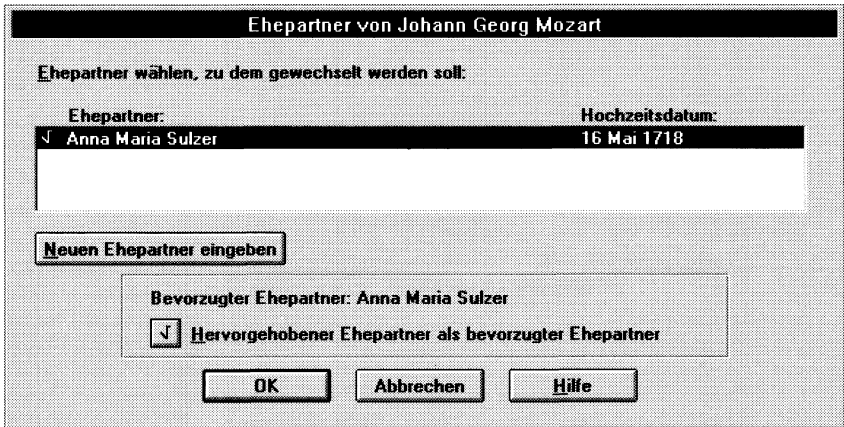 Ehepartner von Johann Georg Mozart
Ehepartner wählen, zu dem gewechselt werden soll:
Ehepartner: Hochzeitsdatum:
√ Anna Maria Sulzer 16 Mai 1718
Neuen Ehepartner eingeben
Bevorzugter Ehepartner: Anna Maria Sulzer
√ Hervorgehobener Ehepartner als bevorzugter Ehepartner
OK Abbrechen Hilfe